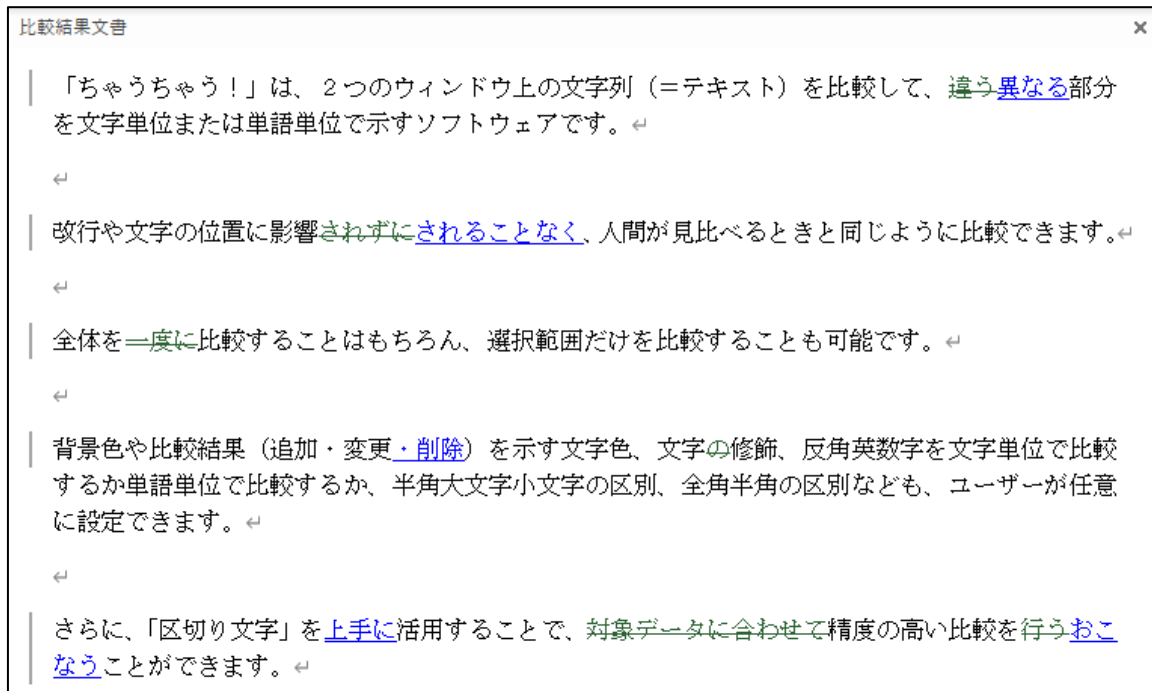 比較結果文書
「ちゃうちゃう！」は、２つのウィンドウ上の文字列（＝テキスト）を比較して、違う異なる部分
を文字単位または単語単位で示すソフトウェアです。↵
↵
改行や文字の位置に影響されずにされることなく、人間が見比べるときと同じように比較できます。↵
↵
全体を一度に比較することはもちろん、選択範囲だけを比較することも可能です。↵
↵
背景色や比較結果（追加・変更・削除）を示す文字色、文字の修飾、反角英数字を文字単位で比較
するか単語単位で比較するか、半角大文字小文字の区別、全角半角の区別なども、ユーザーが任意
に設定できます。↵
↵
さらに、「区切り文字」を上手に活用することで、対象データに合わせて精度の高い比較を行うおこ
なうことができます。↵